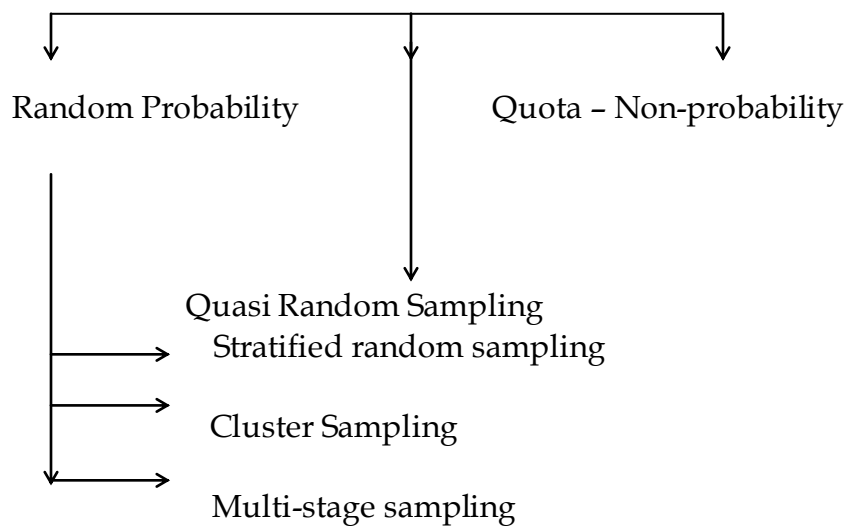 Random Probability
Quota – Non-probability
Quasi Random Sampling
Stratified random sampling
Cluster Sampling
Multi-stage sampling